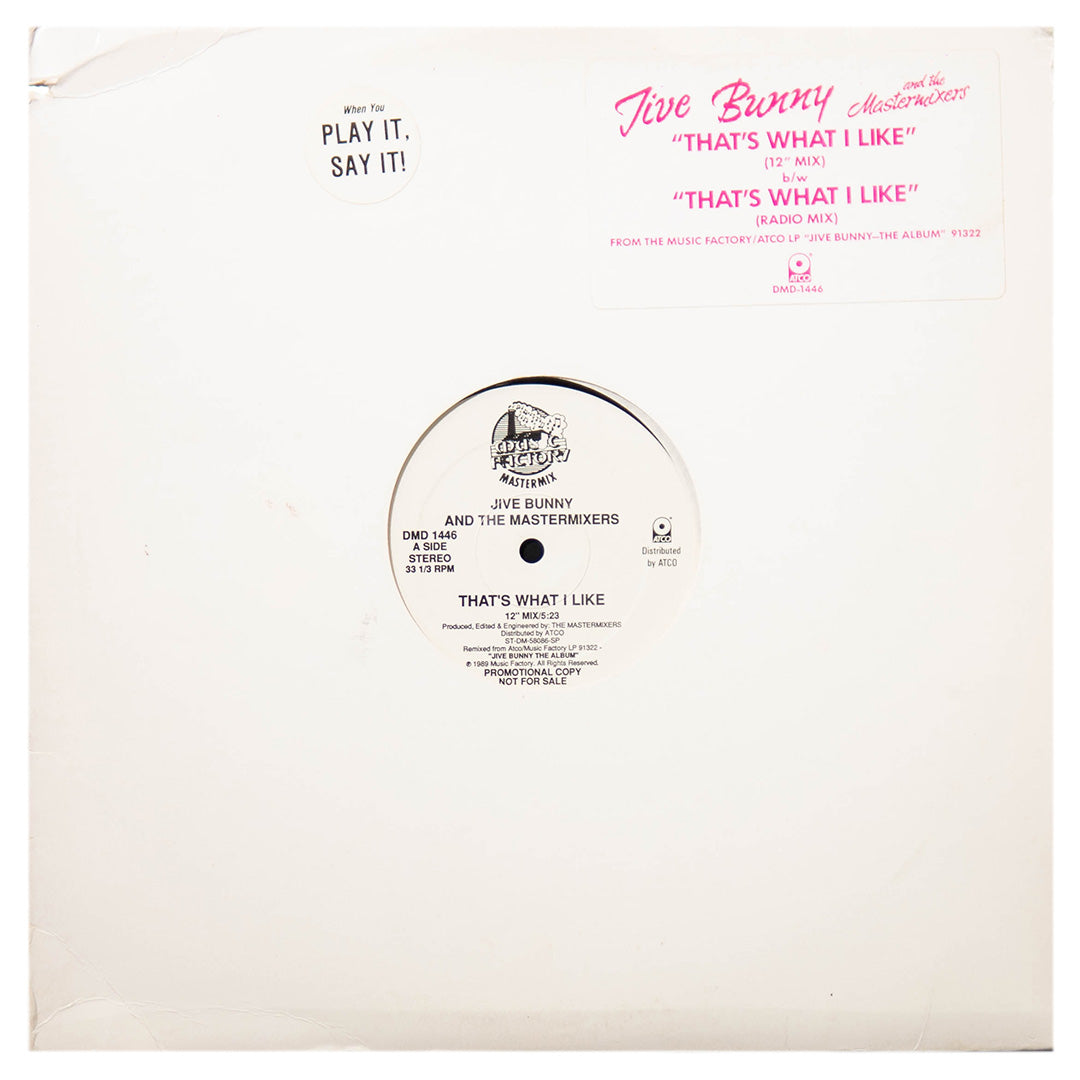 When You
PLAY IT,
SAY IT!
Jive Bunny and the Mastermixers
"THAT'S WHAT I LIKE"
(12" MIX)
b/w
"THAT'S WHAT I LIKE"
(RADIO MIX)
FROM THE MUSIC FACTORY/ATCO LP "JIVE BUNNY—THE ALBUM" 91322
ATCO
DMD-1446
MUSIC
FACTORY
MASTERMIX
JIVE BUNNY
AND THE MASTERMIXERS
DMD 1446
A SIDE
STEREO
33 1/3 RPM
ATCO
Distributed
by ATCO
THAT'S WHAT I LIKE
12" MIX/5:23
Produced, Edited & Engineered by: THE MASTERMIXERS
Distributed by ATCO
ST-DM-58086-SP
Remixed from Atco/Music Factory LP 91322 -
"JIVE BUNNY THE ALBUM"
℗ 1989 Music Factory. All Rights Reserved.
PROMOTIONAL COPY
NOT FOR SALE